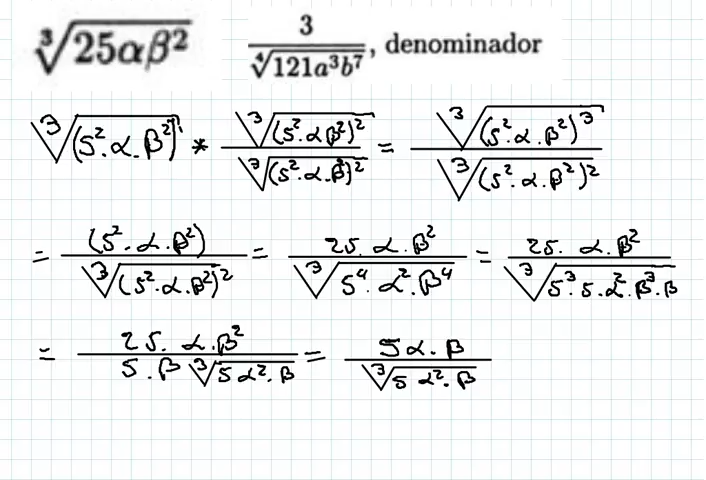 ∛(25αβ²)   3/∜(121a³b⁷), denominador
∛(5².α.β²)¹ * ∛(5².αβ²)²/∛(5².α.β²)² = ∛(5².α.β²)³/∛(5².α.β²)²
= (5².α.β²)/∛(5².α.β²)² = 25.α.β²/∛(5⁴.α².β⁴) = 25.α.β²/∛(5³.5.α².β³.β)
= 25.α.β²/5.β∛(5α².β) = 5α.β/∛(5α².β)